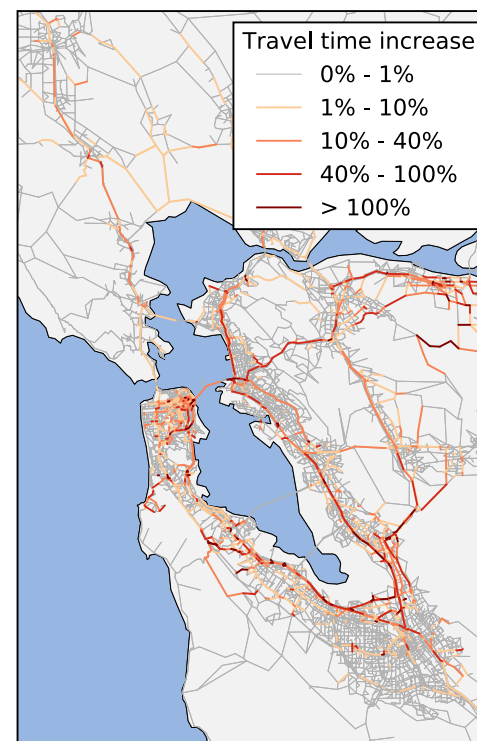 Travel time increase
0% - 1%
1% - 10%
10% - 40%
40% - 100%
> 100%